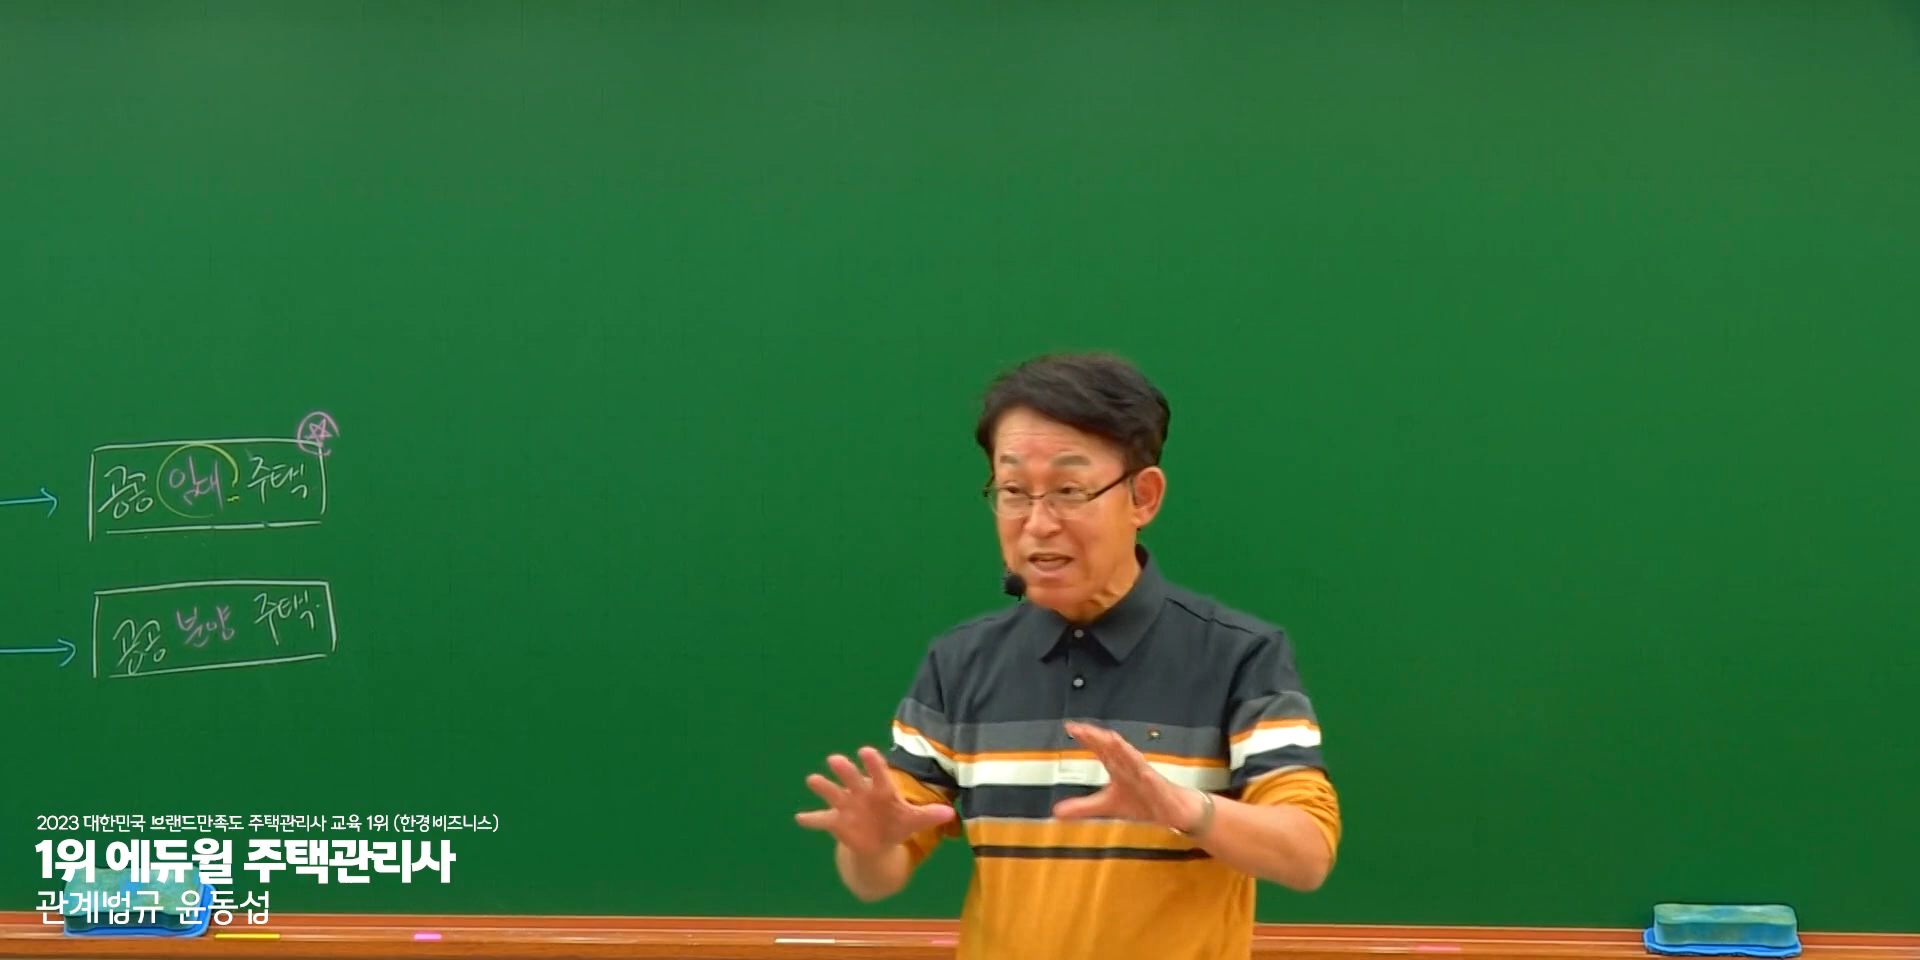 공공 임대 주택
공공 분양 주택
2023 대한민국 브랜드만족도 주택관리사 교육 1위 (한경비즈니스)
1위 에듀윌 주택관리사
관계법규 윤동섭